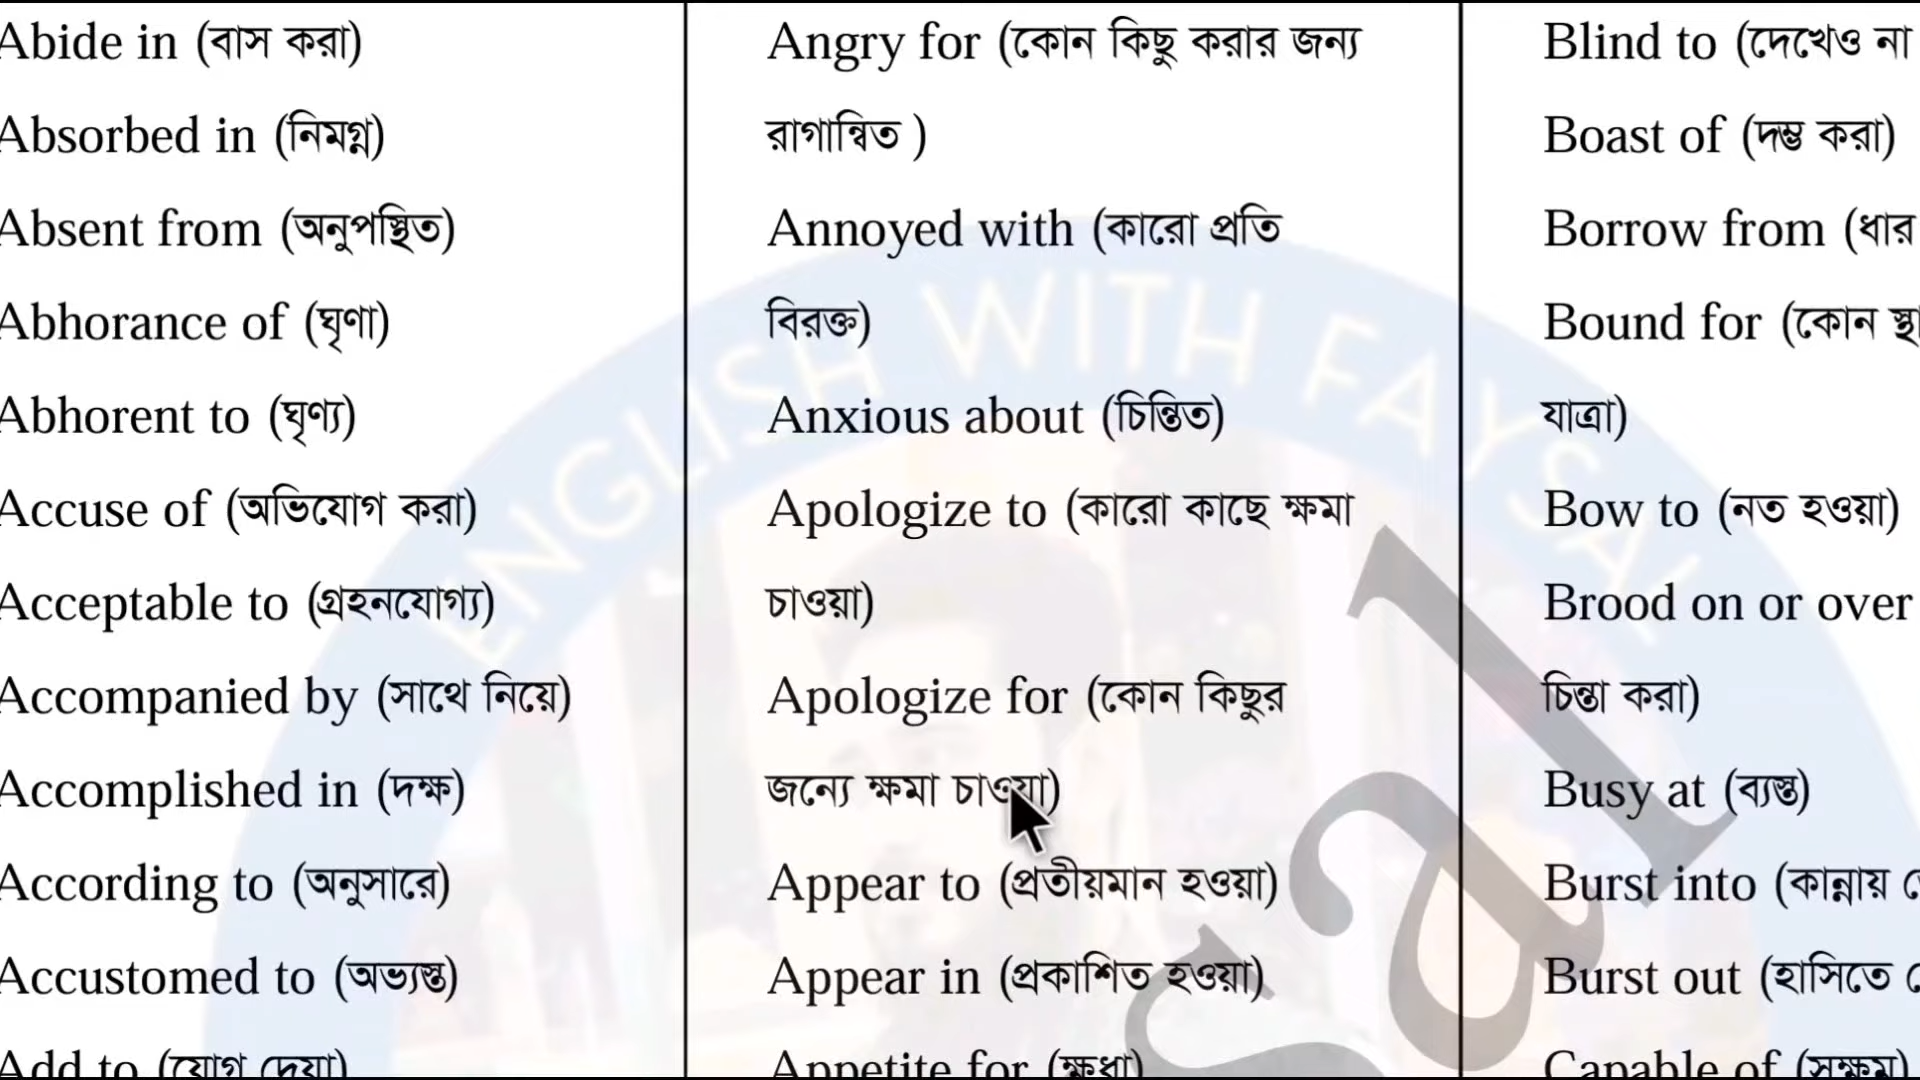 Abide in (বাস করা)
Absorbed in (নিমগ্ন)
Absent from (অনুপস্থিত)
Abhorance of (ঘৃণা)
Abhorent to (ঘৃণ্য)
Accuse of (অভিযোগ করা)
Acceptable to (গ্রহনযোগ্য)
Accompanied by (সাথে নিয়ে)
Accomplished in (দক্ষ)
According to (অনুসারে)
Accustomed to (অভ্যস্ত)
Add to (যোগ দেয়া)
Angry for (কোন কিছু করার জন্য
রাগান্বিত )
Annoyed with (কারো প্রতি
বিরক্ত)
Anxious about (চিন্তিত)
Apologize to (কারো কাছে ক্ষমা
চাওয়া)
Apologize for (কোন কিছুর
জন্যে ক্ষমা চাওয়া)
Appear to (প্রতীয়মান হওয়া)
Appear in (প্রকাশিত হওয়া)
Appetite for (ক্ষুধা)
Blind to (দেখেও না
Boast of (দম্ভ করা)
Borrow from (ধার
Bound for (কোন
যাত্রা)
Bow to (নত হওয়া)
Brood on or over
চিন্তা করা)
Busy at (ব্যস্ত)
Burst into (কান্নায়
Burst out (হাসিতে
Capable of (সক্ষম)
ENGLISH WITH FAYSAL
sal